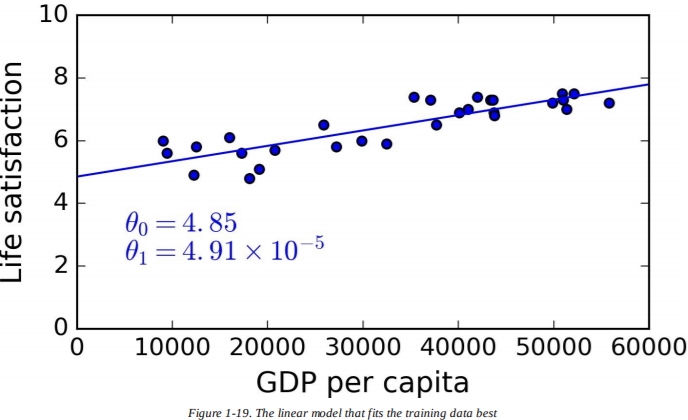 10
8
6
4
2
0
Life satisfaction
θ0 = 4.85
θ1 = 4.91 × 10−5
0 10000 20000 30000 40000 50000 60000
GDP per capita
Figure 1-19. The linear model that fits the training data best